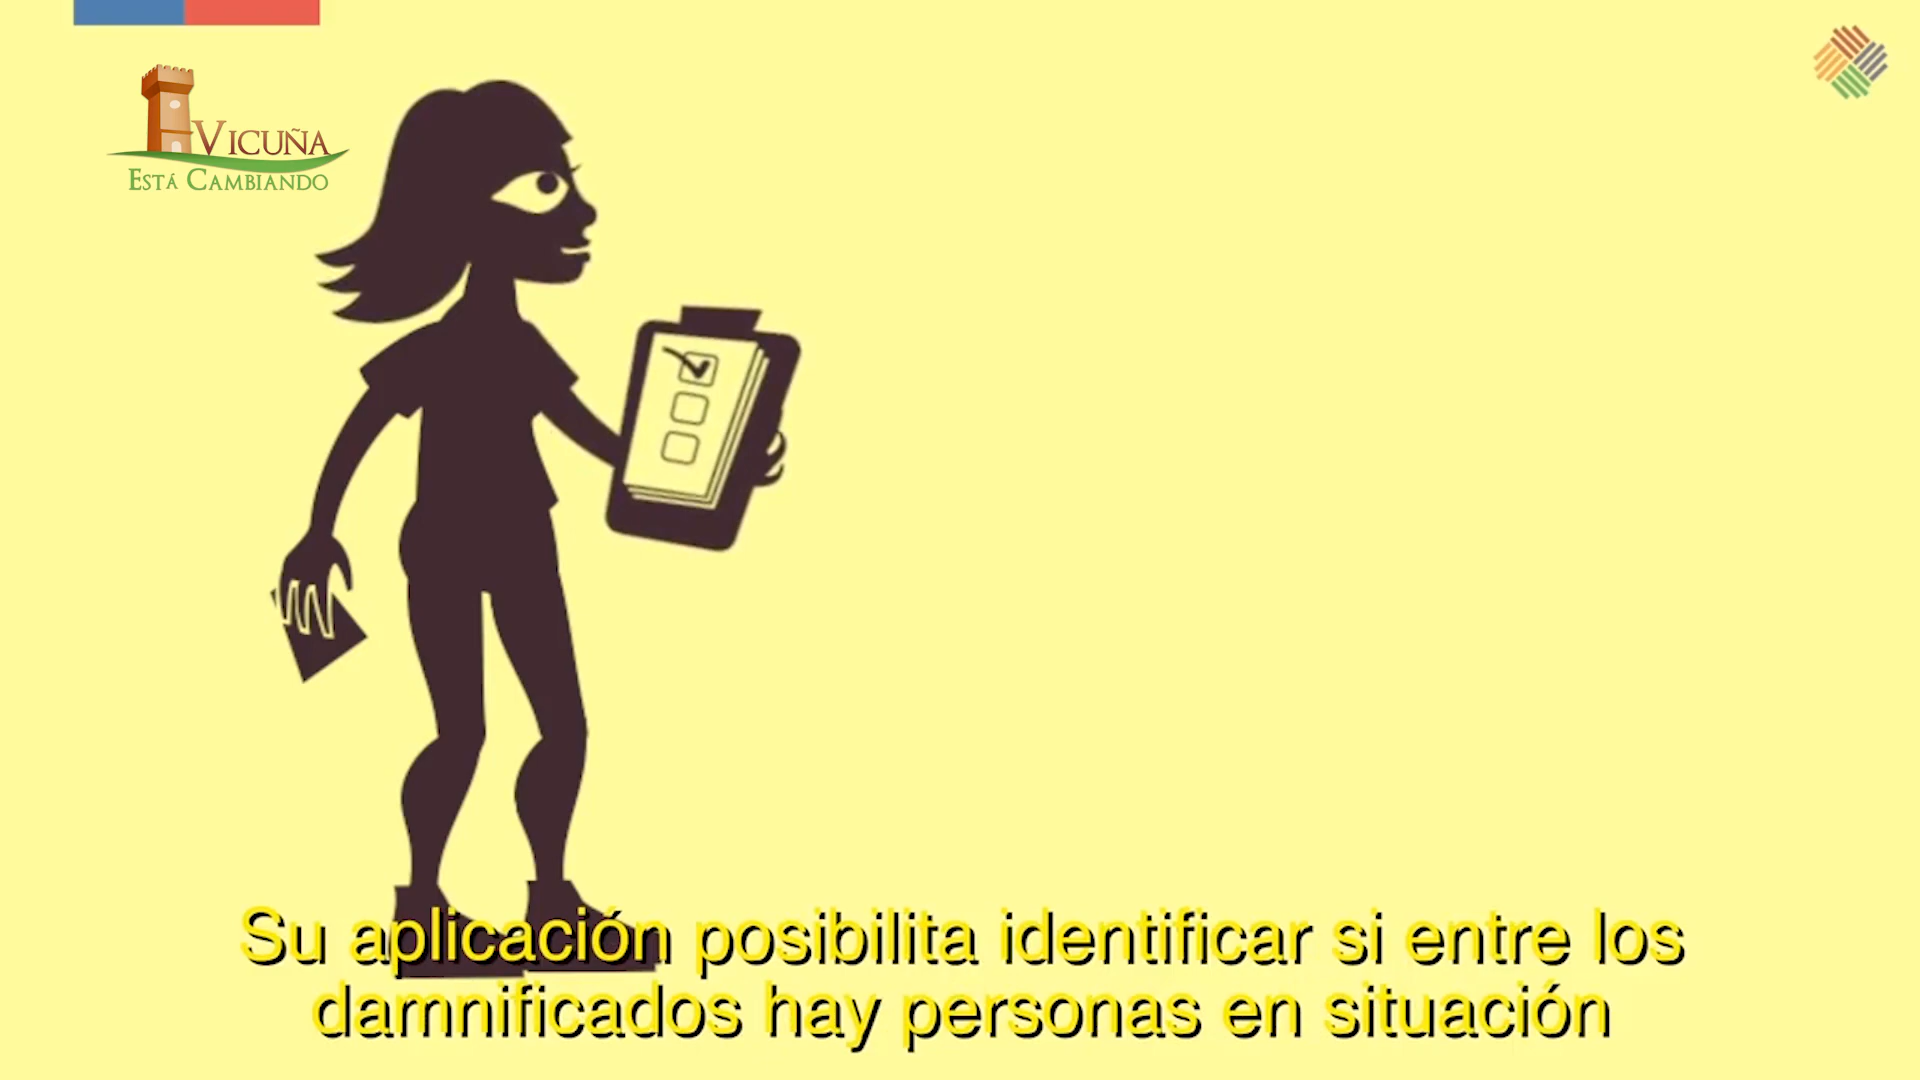 VICUÑA
ESTÁ CAMBIANDO
Su aplicación posibilita identificar si entre los
damnificados hay personas en situación